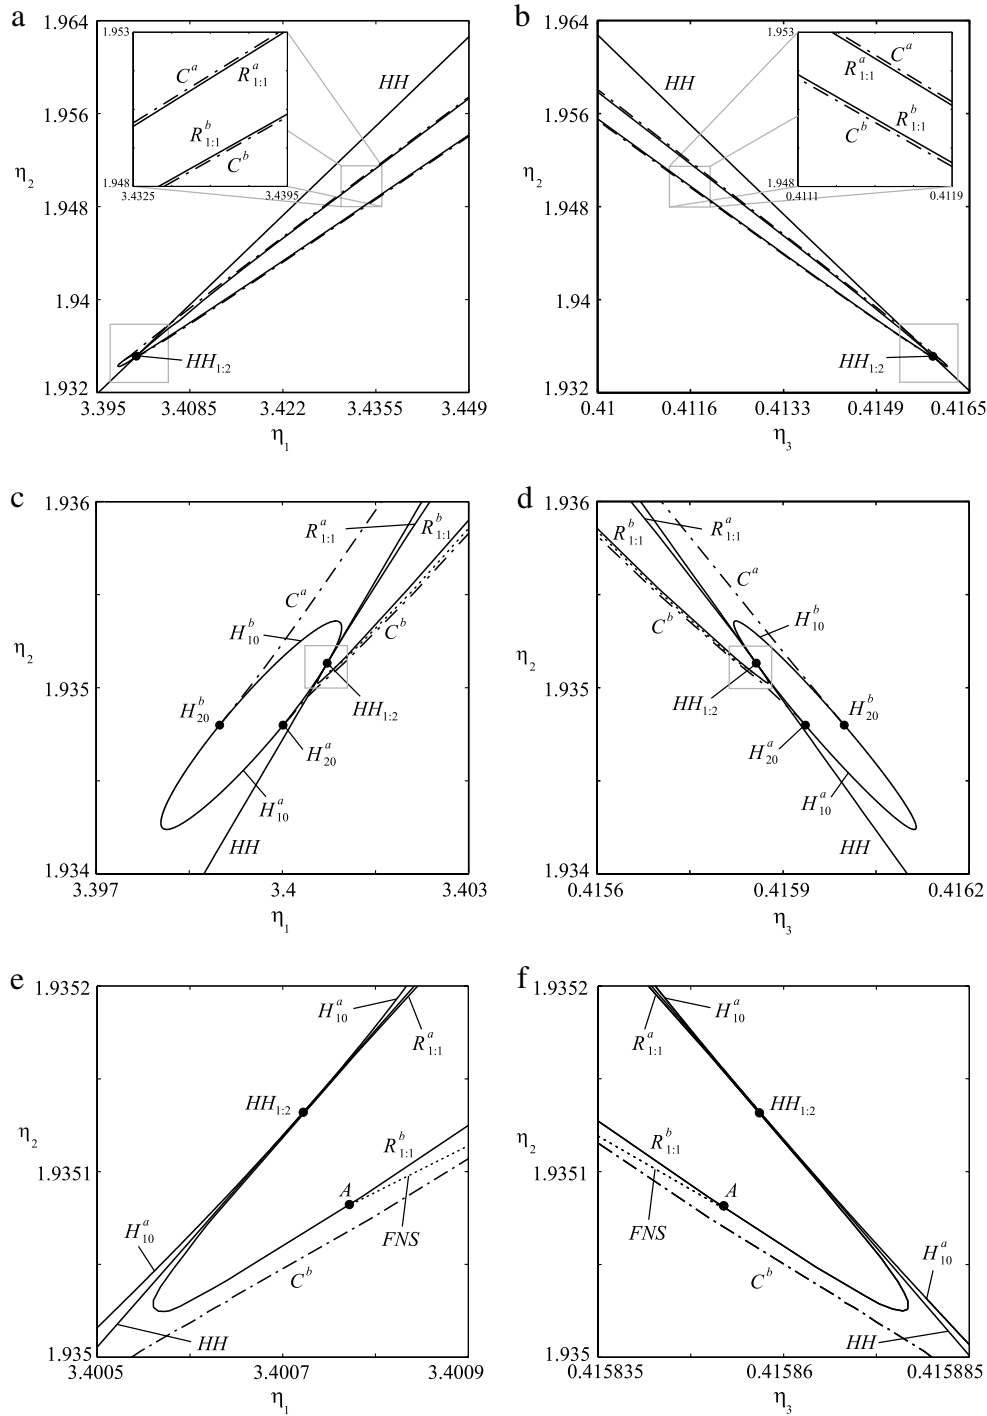 a
1.964
1.956
1.948
1.94
1.932
η2
3.395
3.4085
3.422
3.4355
3.449
η1
HH
HH1:2
1.953
1.948
3.4325
3.4395
C^a
R^a_1:1
R^b_1:1
C^b
b
1.964
1.956
1.948
1.94
1.932
η2
0.41
0.4116
0.4133
0.4149
0.4165
η3
HH
HH1:2
1.953
1.948
0.4111
0.4119
C^a
R^a_1:1
R^b_1:1
C^b
c
1.936
1.935
1.934
η2
3.397
3.4
3.403
η1
R^a_1:1
R^b_1:1
C^a
C^b
H^b_10
H^b_20
HH1:2
H^a_20
H^a_10
HH
d
1.936
1.935
1.934
η2
0.4156
0.4159
0.4162
η3
R^b_1:1
R^a_1:1
C^a
C^b
H^b_10
HH1:2
H^b_20
H^a_20
H^a_10
HH
e
1.9352
1.9351
1.935
η2
3.4005
3.4007
3.4009
η1
H^a_10
R^a_1:1
HH1:2
R^b_1:1
A
FNS
H^a_10
C^b
HH
f
1.9352
1.9351
1.935
η2
0.415835
0.41586
0.415885
η3
H^a_10
R^a_1:1
HH1:2
R^b_1:1
A
FNS
H^a_10
C^b
HH